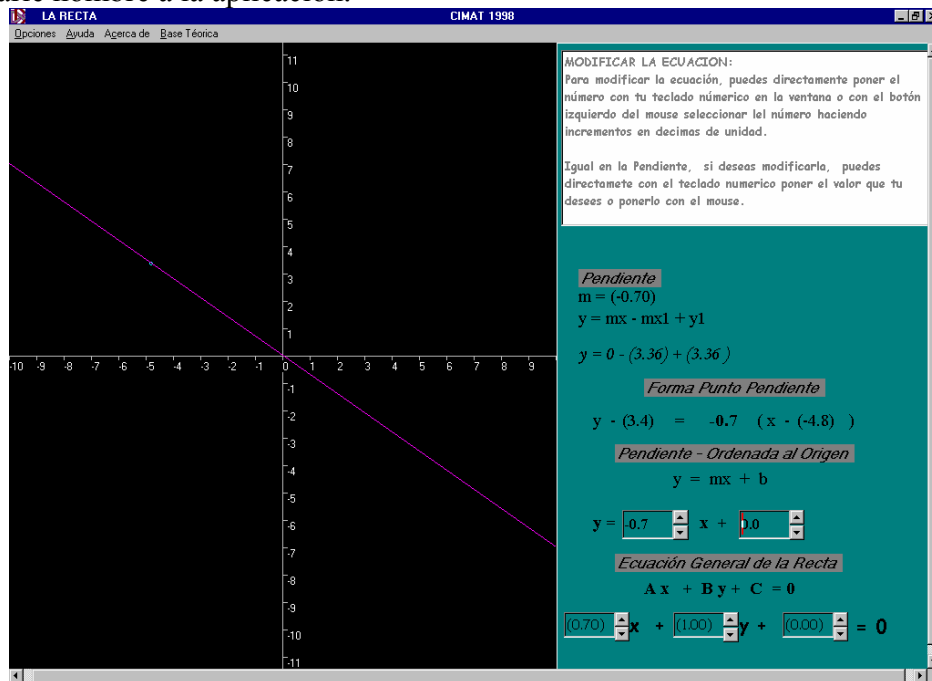 LA RECTA CIMAT 1998
Opciones Ayuda Acerca de Base Téorica
MODIFICAR LA ECUACION:
Para modificar la ecuación, puedes directamente poner el
número con tu teclado númerico en la ventana o con el botón
izquierdo del mouse seleccionar lel número haciendo
incrementos en decimas de unidad.
Igual en la Pendiente, si deseas modificarla, puedes
directamete con el teclado numerico poner el valor que tu
desees o ponerlo con el mouse.
11
10
9
8
7
6
5
4
3
2
1
-10 -9 -8 -7 -6 -5 -4 -3 -2 -1 0 1 2 3 4 5 6 7 8 9
-1
-2
-3
-4
-5
-6
-7
-8
-9
-10
-11
Pendiente
m = (-0.70)
y = mx - mx1 + y1
y = 0 - (3.36) + (3.36 )
Forma Punto Pendiente
y - (3.4) = -0.7 ( x - (-4.8) )
Pendiente - Ordenada al Origen
y = mx + b
y = -0.7 x + 0.0
Ecuación General de la Recta
A x + B y + C = 0
(0.70) x + (1.00) y + (0.00) = 0